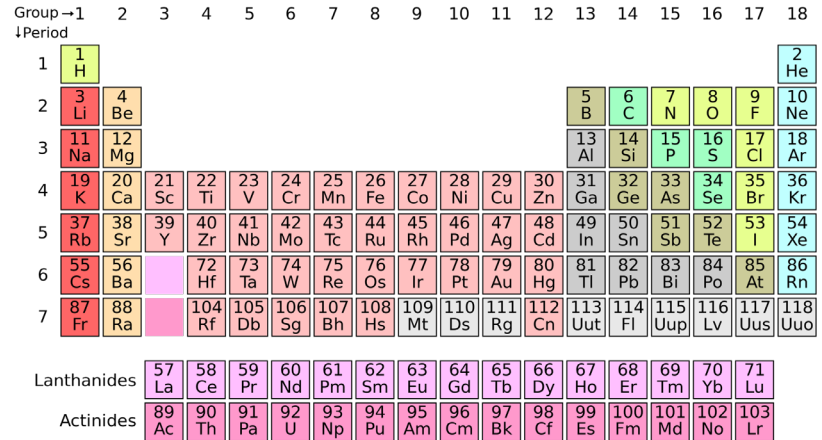 Group →1 2 3 4 5 6 7 8 9 10 11 12 13 14 15 16 17 18
↓Period
1 1 2
H He
2 3 4 5 6 7 8 9 10
Li Be B C N O F Ne
3 11 12 13 14 15 16 17 18
Na Mg Al Si P S Cl Ar
4 19 20 21 22 23 24 25 26 27 28 29 30 31 32 33 34 35 36
K Ca Sc Ti V Cr Mn Fe Co Ni Cu Zn Ga Ge As Se Br Kr
5 37 38 39 40 41 42 43 44 45 46 47 48 49 50 51 52 53 54
Rb Sr Y Zr Nb Mo Tc Ru Rh Pd Ag Cd In Sn Sb Te I Xe
6 55 56 72 73 74 75 76 77 78 79 80 81 82 83 84 85 86
Cs Ba Hf Ta W Re Os Ir Pt Au Hg Tl Pb Bi Po At Rn
7 87 88 104 105 106 107 108 109 110 111 112 113 114 115 116 117 118
Fr Ra Rf Db Sg Bh Hs Mt Ds Rg Cn Uut Fl Uup Lv Uus Uuo
Lanthanides 57 58 59 60 61 62 63 64 65 66 67 68 69 70 71
La Ce Pr Nd Pm Sm Eu Gd Tb Dy Ho Er Tm Yb Lu
Actinides 89 90 91 92 93 94 95 96 97 98 99 100 101 102 103
Ac Th Pa U Np Pu Am Cm Bk Cf Es Fm Md No Lr